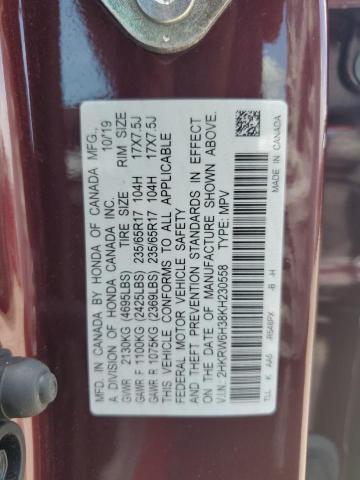 MFD. IN CANADA BY HONDA OF CANADA MFG., 10/19
A DIVISION OF HONDA CANADA INC.
TIRE SIZE RIM SIZE
GVWR 2130KG (4695LBS)
GAWR F 1100KG (2425LBS) 235/65R17 104H 17X7.5J
GAWR R 1075KG (2369LBS) 235/65R17 104H 17X7.5J
THIS VEHICLE CONFORMS TO ALL APPLICABLE
FEDERAL MOTOR VEHICLE SAFETY
AND THEFT PREVENTION STANDARDS IN EFFECT
ON THE DATE OF MANUFACTURE SHOWN ABOVE.
V.I.N.: 2HKRW6H38KH230558 TYPE: MPV
TLL K AA6 -B -H
MADE IN CANADA